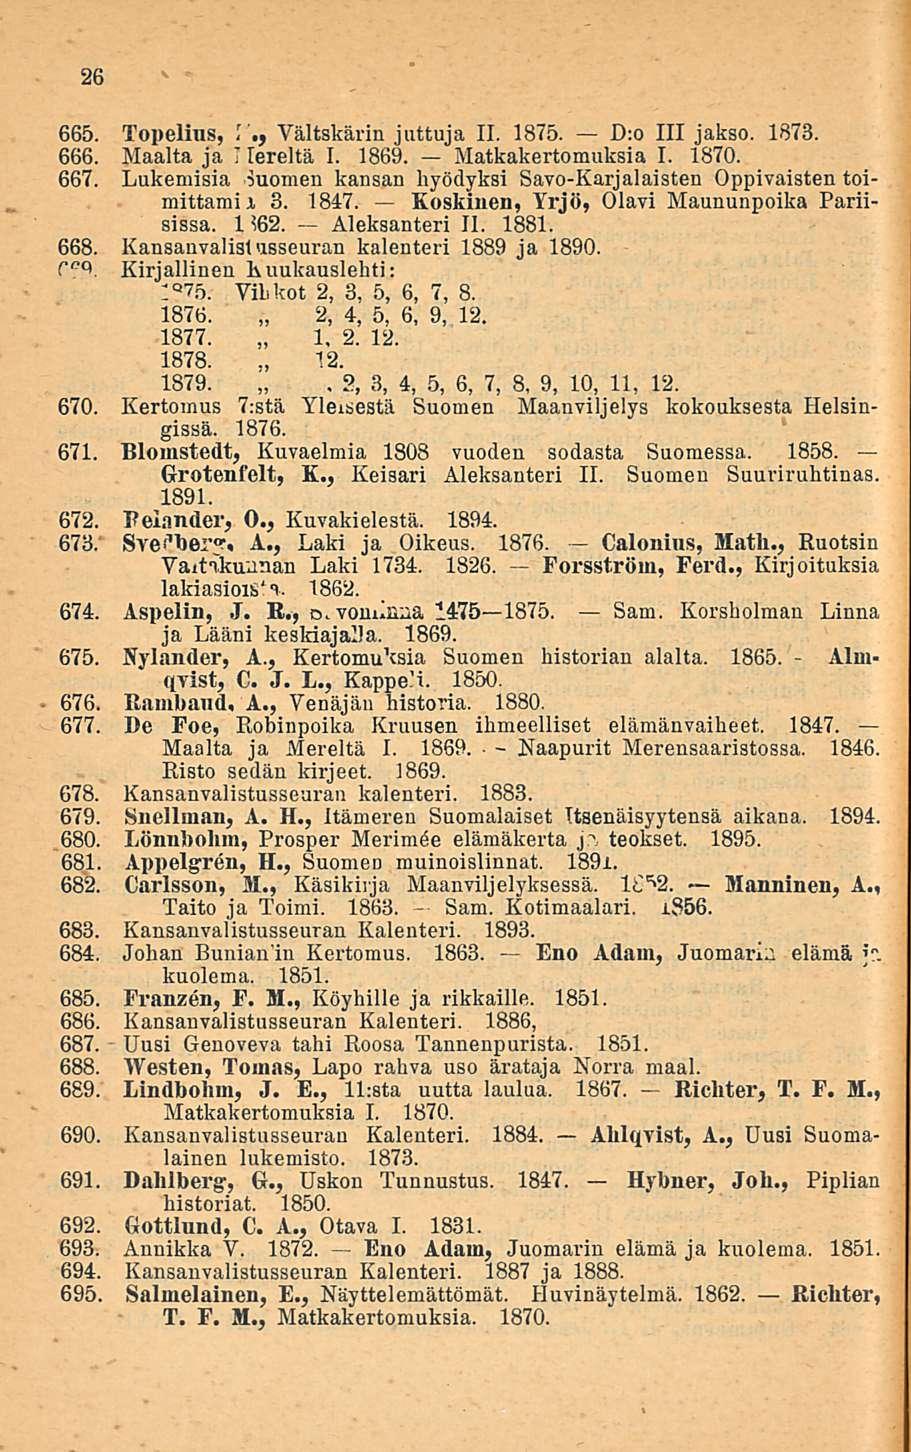 26
665. Topelius, Vältskärin juttuja II. 1875. — D:o III jakso. 1873.
666. Maalta ja I. 1869. — Matkakertomuksia I. 1870.
667. Lukemisia Suomen kansan hyödyksi Savo-Karjalaisten Oppivaisten toi-
3. 1847. — Koskinen, Yrjö, Olavi Maununpoika Parii-
sissa. — Aleksanteri II. 1881.
668. Kansanvalistusseuran kalenteri 1889 ja 1890.
Kirjallinen kuukauslehti:
Vihkot 2, 3, 5, 6, 7, 8.
1876. „ 2, 4, 5, 6, 9, 12.
1877. „ 1, 2. 12.
1878. „ 12.
1879. „ 2, 3, 4, 5, 6, 7, 8, 9, 10, 11, 12.
670. Kertomus 7:stä Yleisestä Suomen Maanviljelys kokouksesta Helsin-
gissä. 1876.
671. Blomstedt, Kuvaelmia 1808 vuoden sodasta Suomessa. 1858. —
Grotenfelt, K., Keisari Aleksanteri II. Suomen Suuriruhtinas.
1891.
672. O., Kuvakielestä. 1894.
673. A., Laki ja Oikeus. 1876. — Calonius, Math., Ruotsin
Laki 1734. 1826. — Forsström, Ferd., Kirjoituksia
1862.
674. Aspelin, J. R., 1475—1875. — Sam. Korsholman Linna
ja Lääni keskiajalla. 1869.
675. Nylander, A., Kertomuksia Suomen historian alalta. 1865. - Alm-
qvist, C. J. L., 1850.
676. Rambaud, A., Venäjän historia. 1880.
677. De Foe, Robinpoika Kruusen ihmeelliset elämänvaiheet. 1847. —
Maalta ja Mereltä I. 1869. - Naapurit Merensaaristossa. 1846.
Risto sedän kirjeet. 1869.
678. Kansanvalistusseuran kalenteri. 1883.
679. Snellman, A. H., Itämeren Suomalaiset Itsenäisyytensä aikana. 1894.
680. Lönnbohm, Prosper Merimée elämäkerta teokset. 1895.
681. Appelgrén, H., Suomen muinoislinnat. 1891.
682. Carlsson, M., Käsikirja Maanviljelyksessä. — Manninen, A.,
Taito ja Toimi. 1863. — Sam. Kotimaalari. 1856.
683. Kansanvalistusseuran Kalenteri. 1893.
684. Johan Bunian'in Kertomus. 1863. — Eno Adam, Juomarin elämä ja
kuolema. 1851.
685. Franzén, F. M., Köyhille ja rikkaille. 1851.
686. Kansanvalistusseuran Kalenteri. 1886,
687. Uusi Genoveva tahi Roosa Tannenpurista. 1851.
688. Westen, Tomas, Lapo rahva uso ärataja Norra maal.
689. Lindbohm, J. E., 11:sta uutta laulua. 1867. — Richter, T. F. M.,
Matkakertomuksia I. 1870.
690. Kansanvalistusseuran Kalenteri. 1884. — Ahlqvist, A., Uusi Suoma-
lainen lukemisto. 1873.
691. Dahlberg, G., Uskon Tunnustus. 1847. — Hybner, Joh., Piplian
historiat. 1850.
692. Gottlund, C. A., Otava I. 1831.
693. Annikka V. 1872. — Eno Adam, Juomarin elämä ja kuolema. 1851.
694. Kansanvalistusseuran Kalenteri. 1887 ja 1888.
695. Salmelainen, E., Näyttelemättömät. Huvinäytelmä. 1862. — Richter,
T. F. M., Matkakertomuksia. 1870.